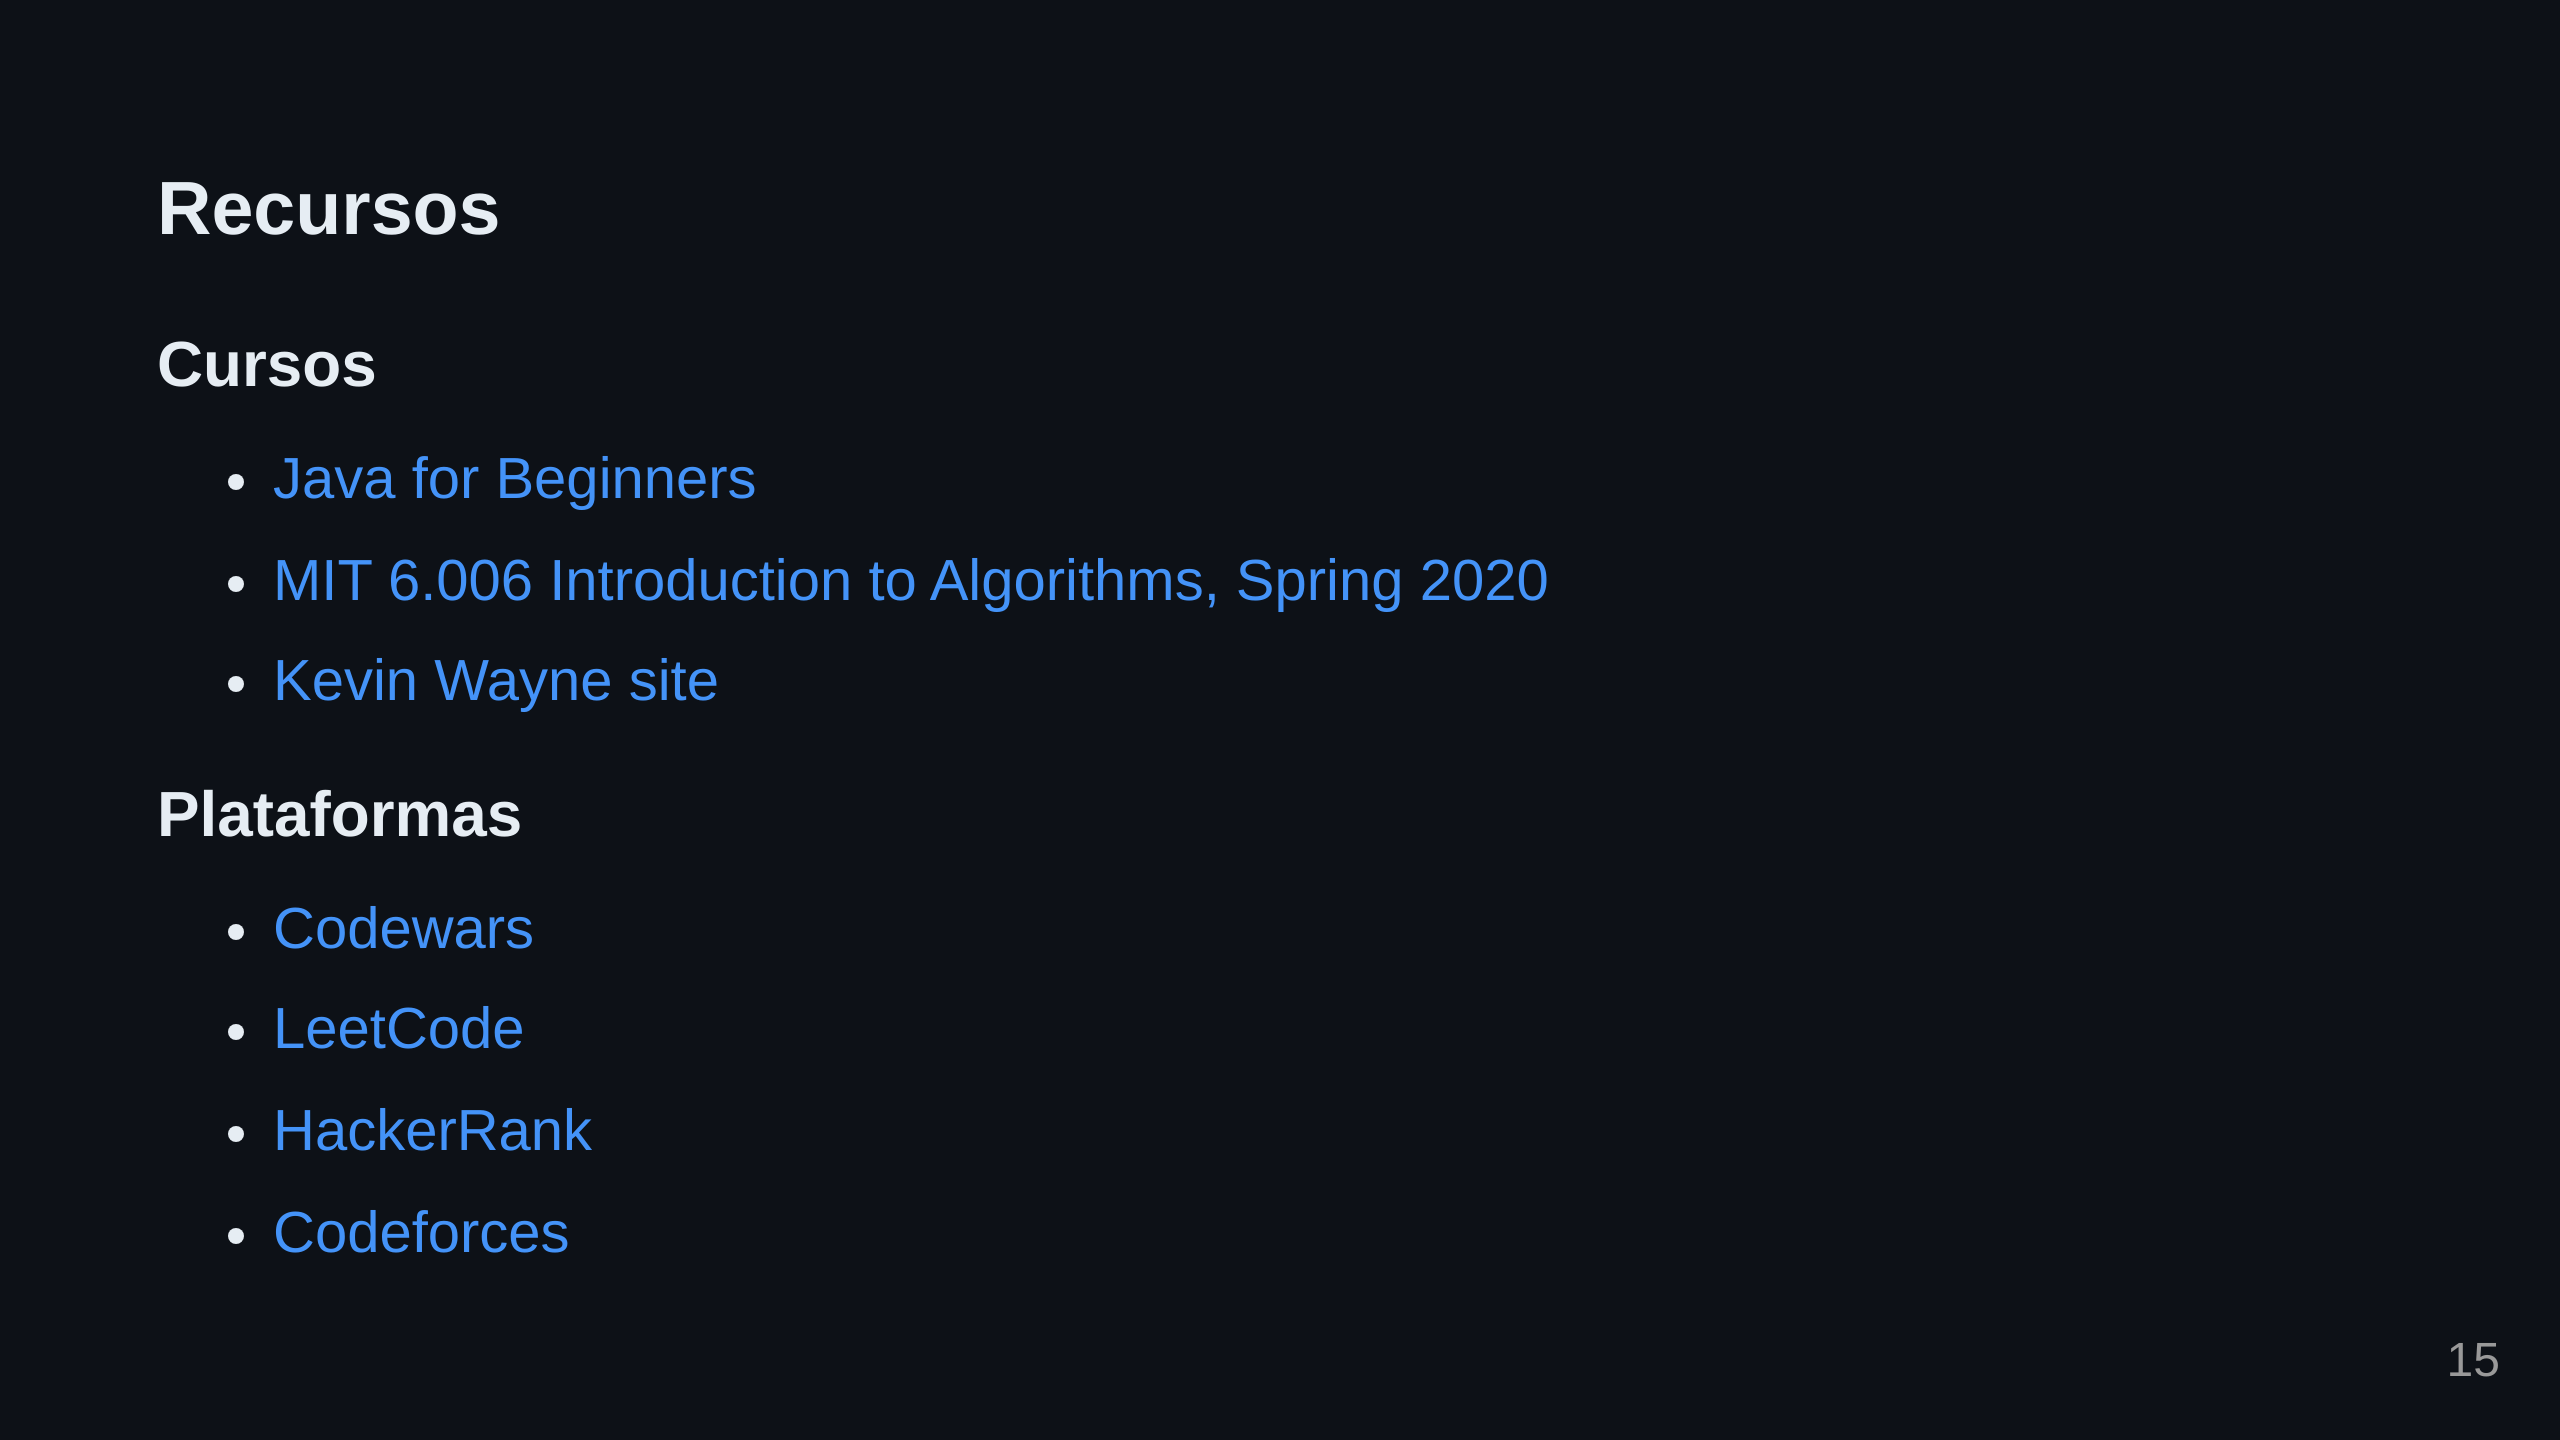 Recursos
Cursos
Java for Beginners
MIT 6.006 Introduction to Algorithms, Spring 2020
Kevin Wayne site
Plataformas
Codewars
LeetCode
HackerRank
Codeforces
15